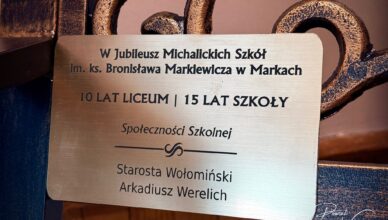 W Jubileusz Michalickich Szkół
im. ks. Bronisława Markiewicza w Markach
10 LAT LICEUM | 15 LAT SZKOŁY
Społeczności Szkolnej
Starosta Wołomiński
Arkadiusz Werelich